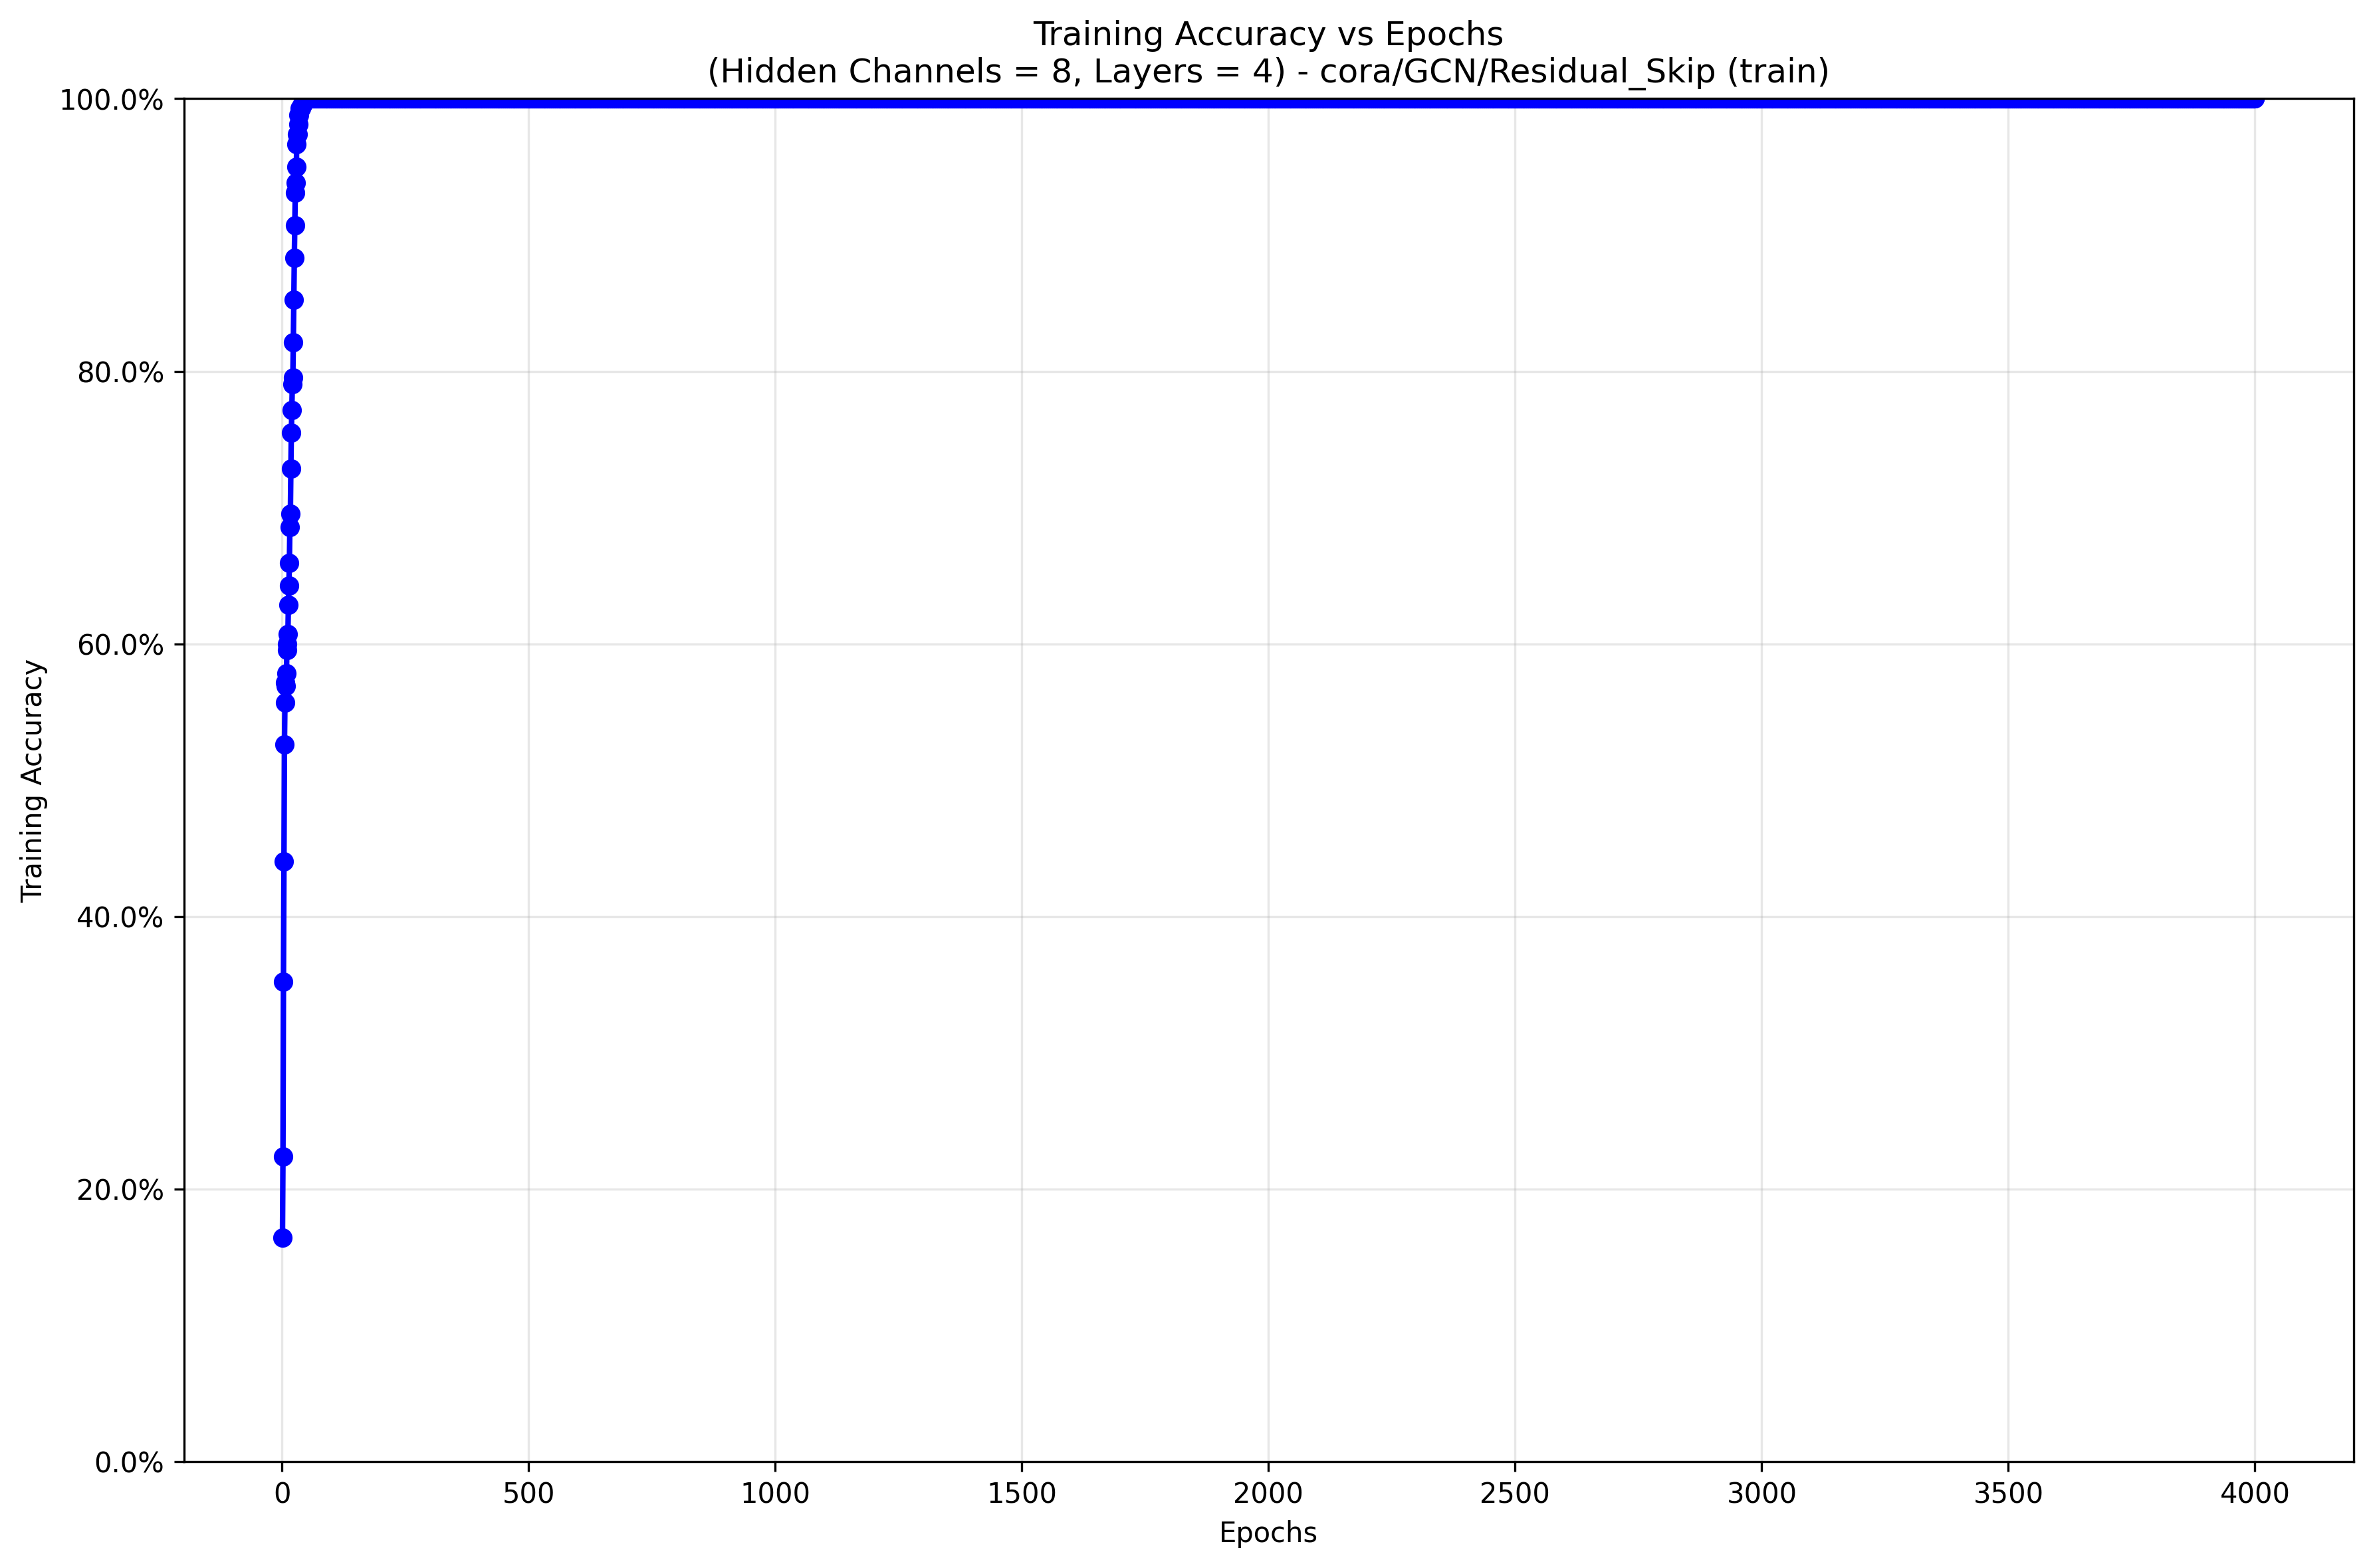 Training Accuracy vs Epochs
(Hidden Channels = 8, Layers = 4) - cora/GCN/Residual_Skip (train)
100.0%
80.0%
60.0%
40.0%
20.0%
0.0%
Training Accuracy
0 500 1000 1500 2000 2500 3000 3500 4000
Epochs